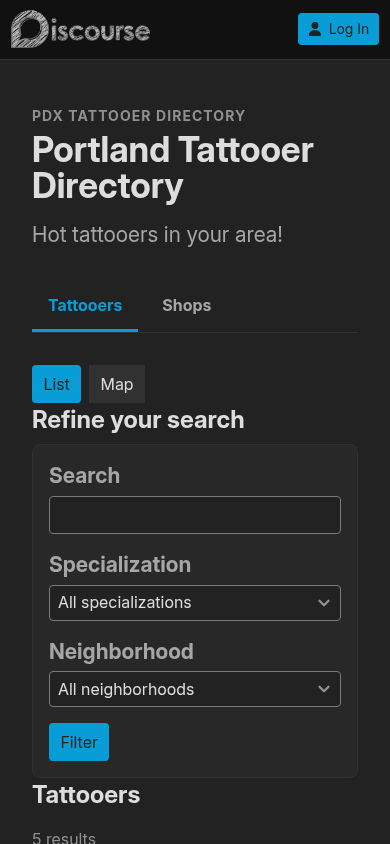 Discourse
Log In
PDX TATTOOER DIRECTORY
Portland Tattooer
Directory
Hot tattooers in your area!
Tattooers
Shops
List
Map
Refine your search
Search
Specialization
All specializations
Neighborhood
All neighborhoods
Filter
Tattooers
5 results